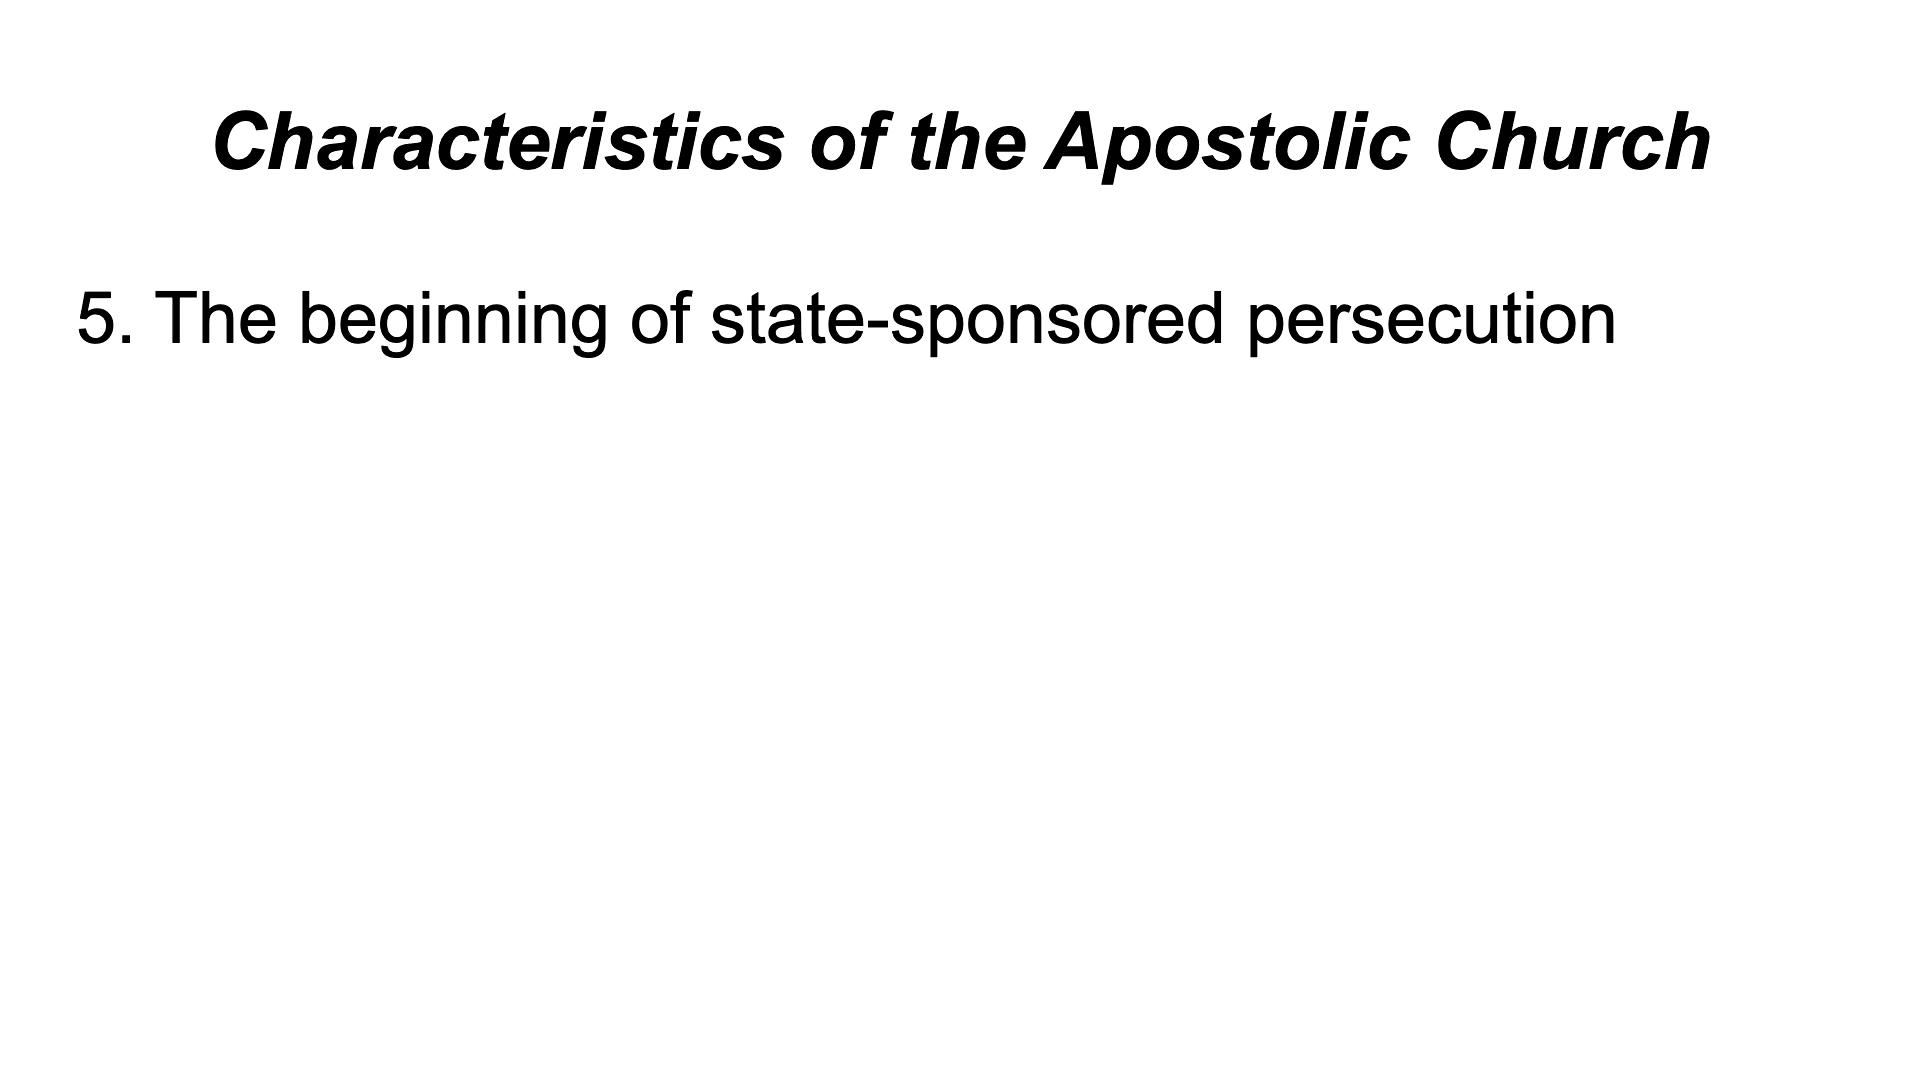 Characteristics of the Apostolic Church
5. The beginning of state-sponsored persecution